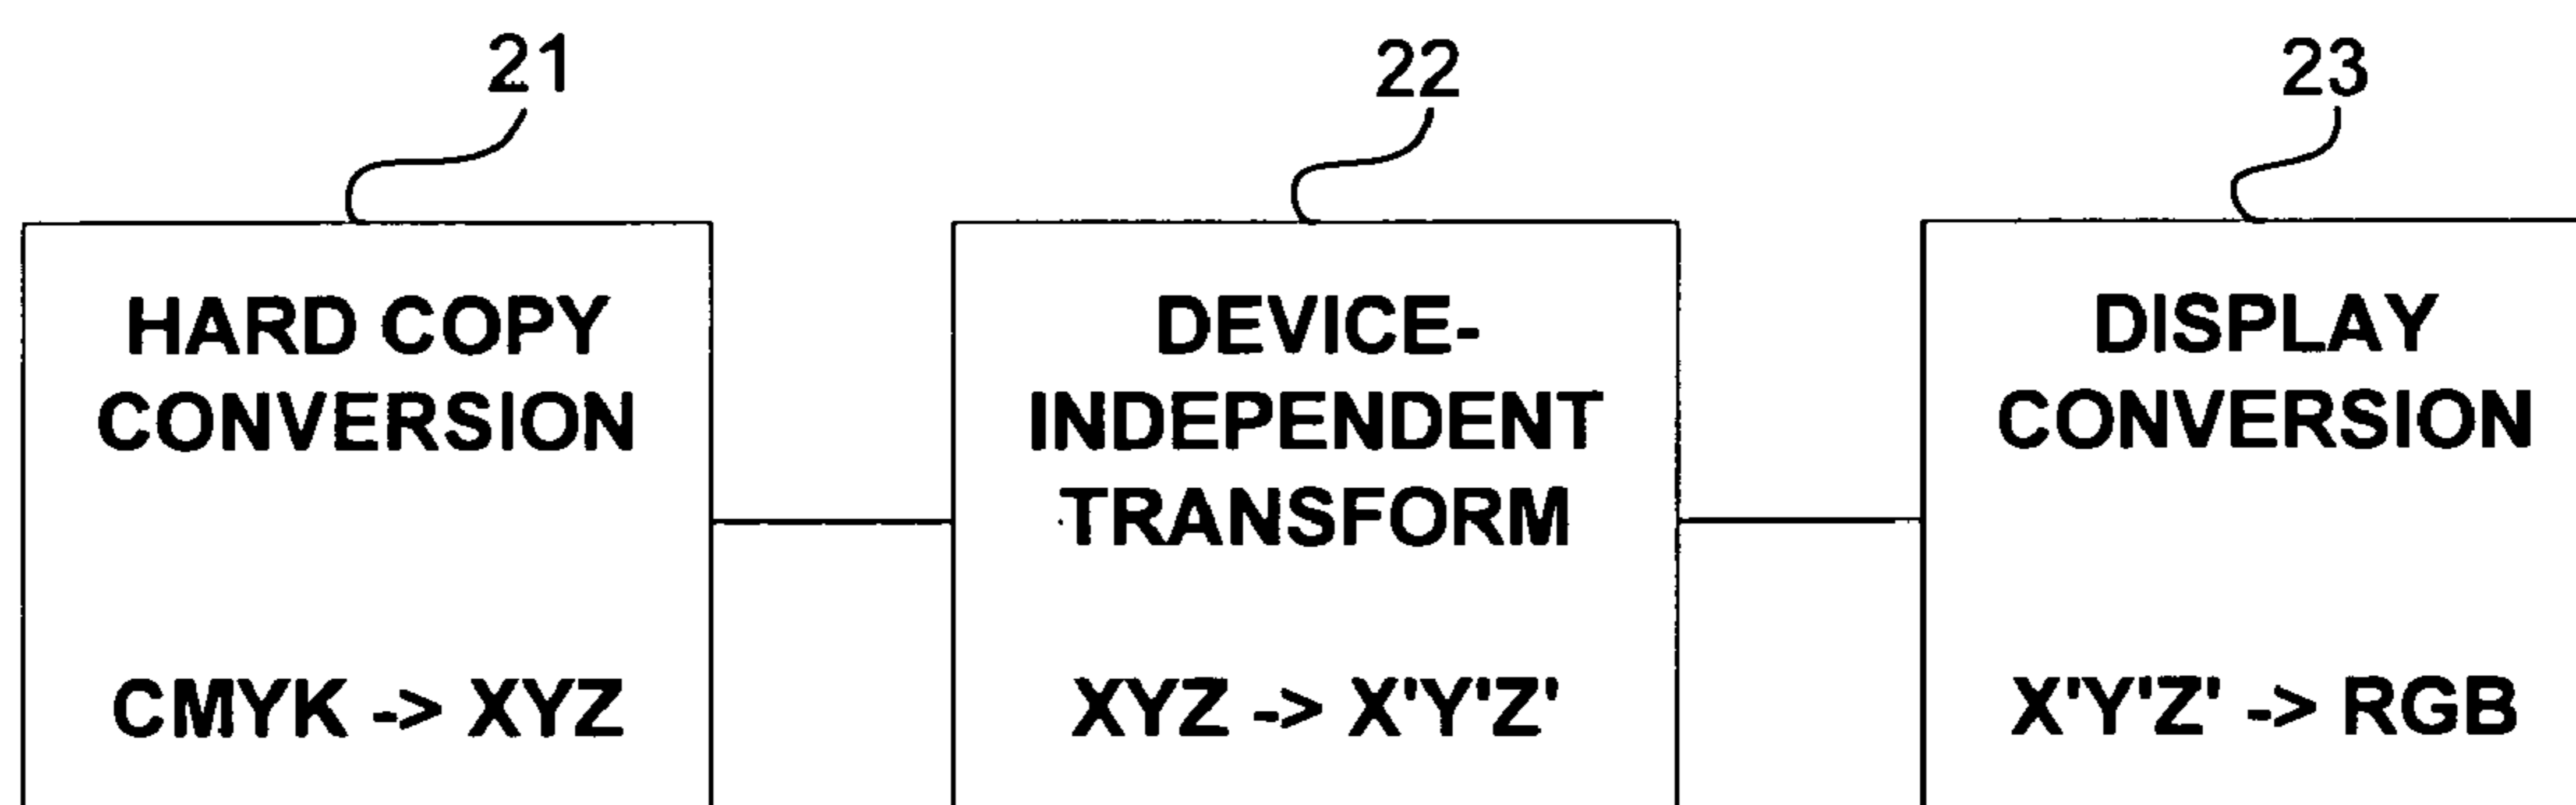 21
22
23
HARD COPY
CONVERSION
CMYK -> XYZ
DEVICE-
INDEPENDENT
TRANSFORM
XYZ -> X'Y'Z'
DISPLAY
CONVERSION
X'Y'Z' -> RGB